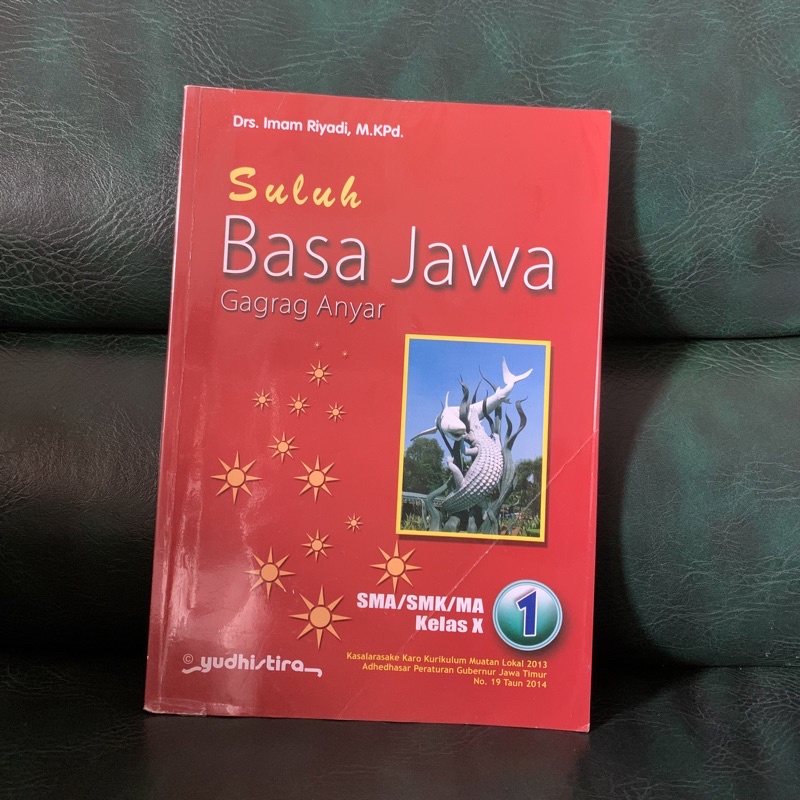 Drs. Imam Riyadi, M.KPd.
Suluh
Basa Jawa
Gagrag Anyar
SMA/SMK/MA
Kelas X
1
Kasalarasake Karo Kurikulum Muatan Lokal 2013
Adhedhasar Peraturan Gubernur Jawa Timur
No. 19 Taun 2014
© yudhistira